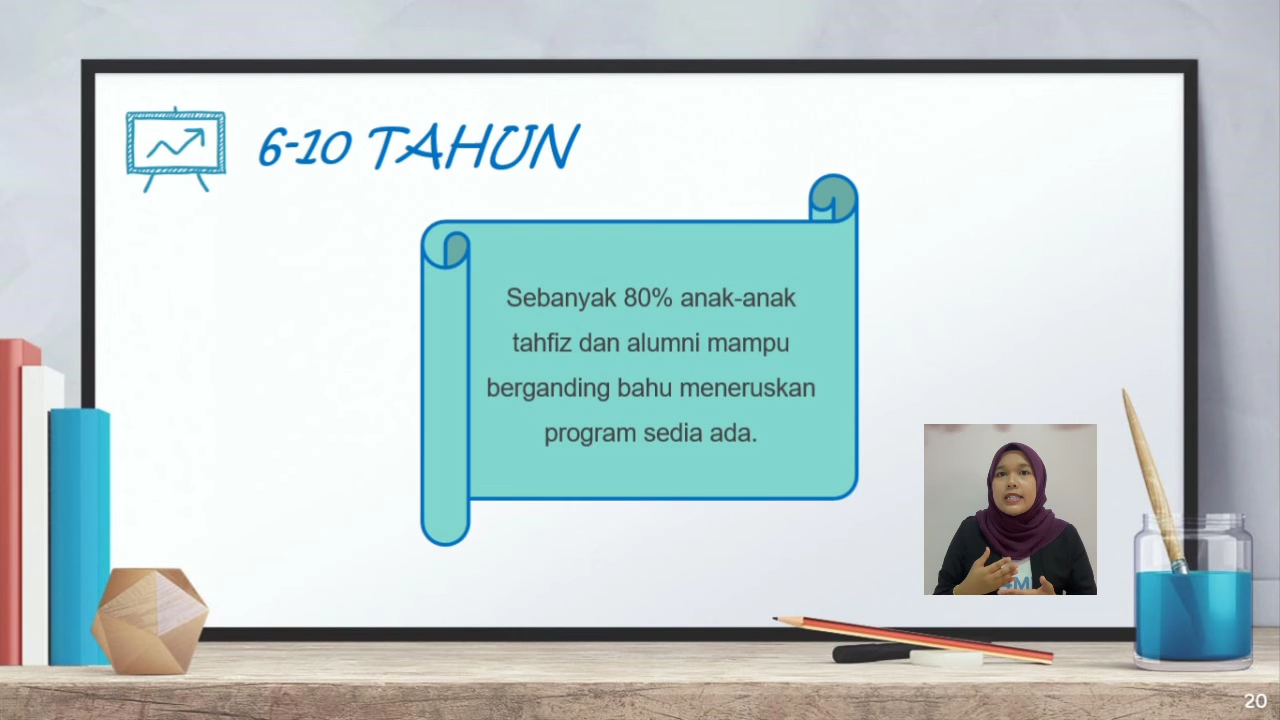 6-10 TAHUN
Sebanyak 80% anak-anak
tahfiz dan alumni mampu
berganding bahu meneruskan
program sedia ada.
20